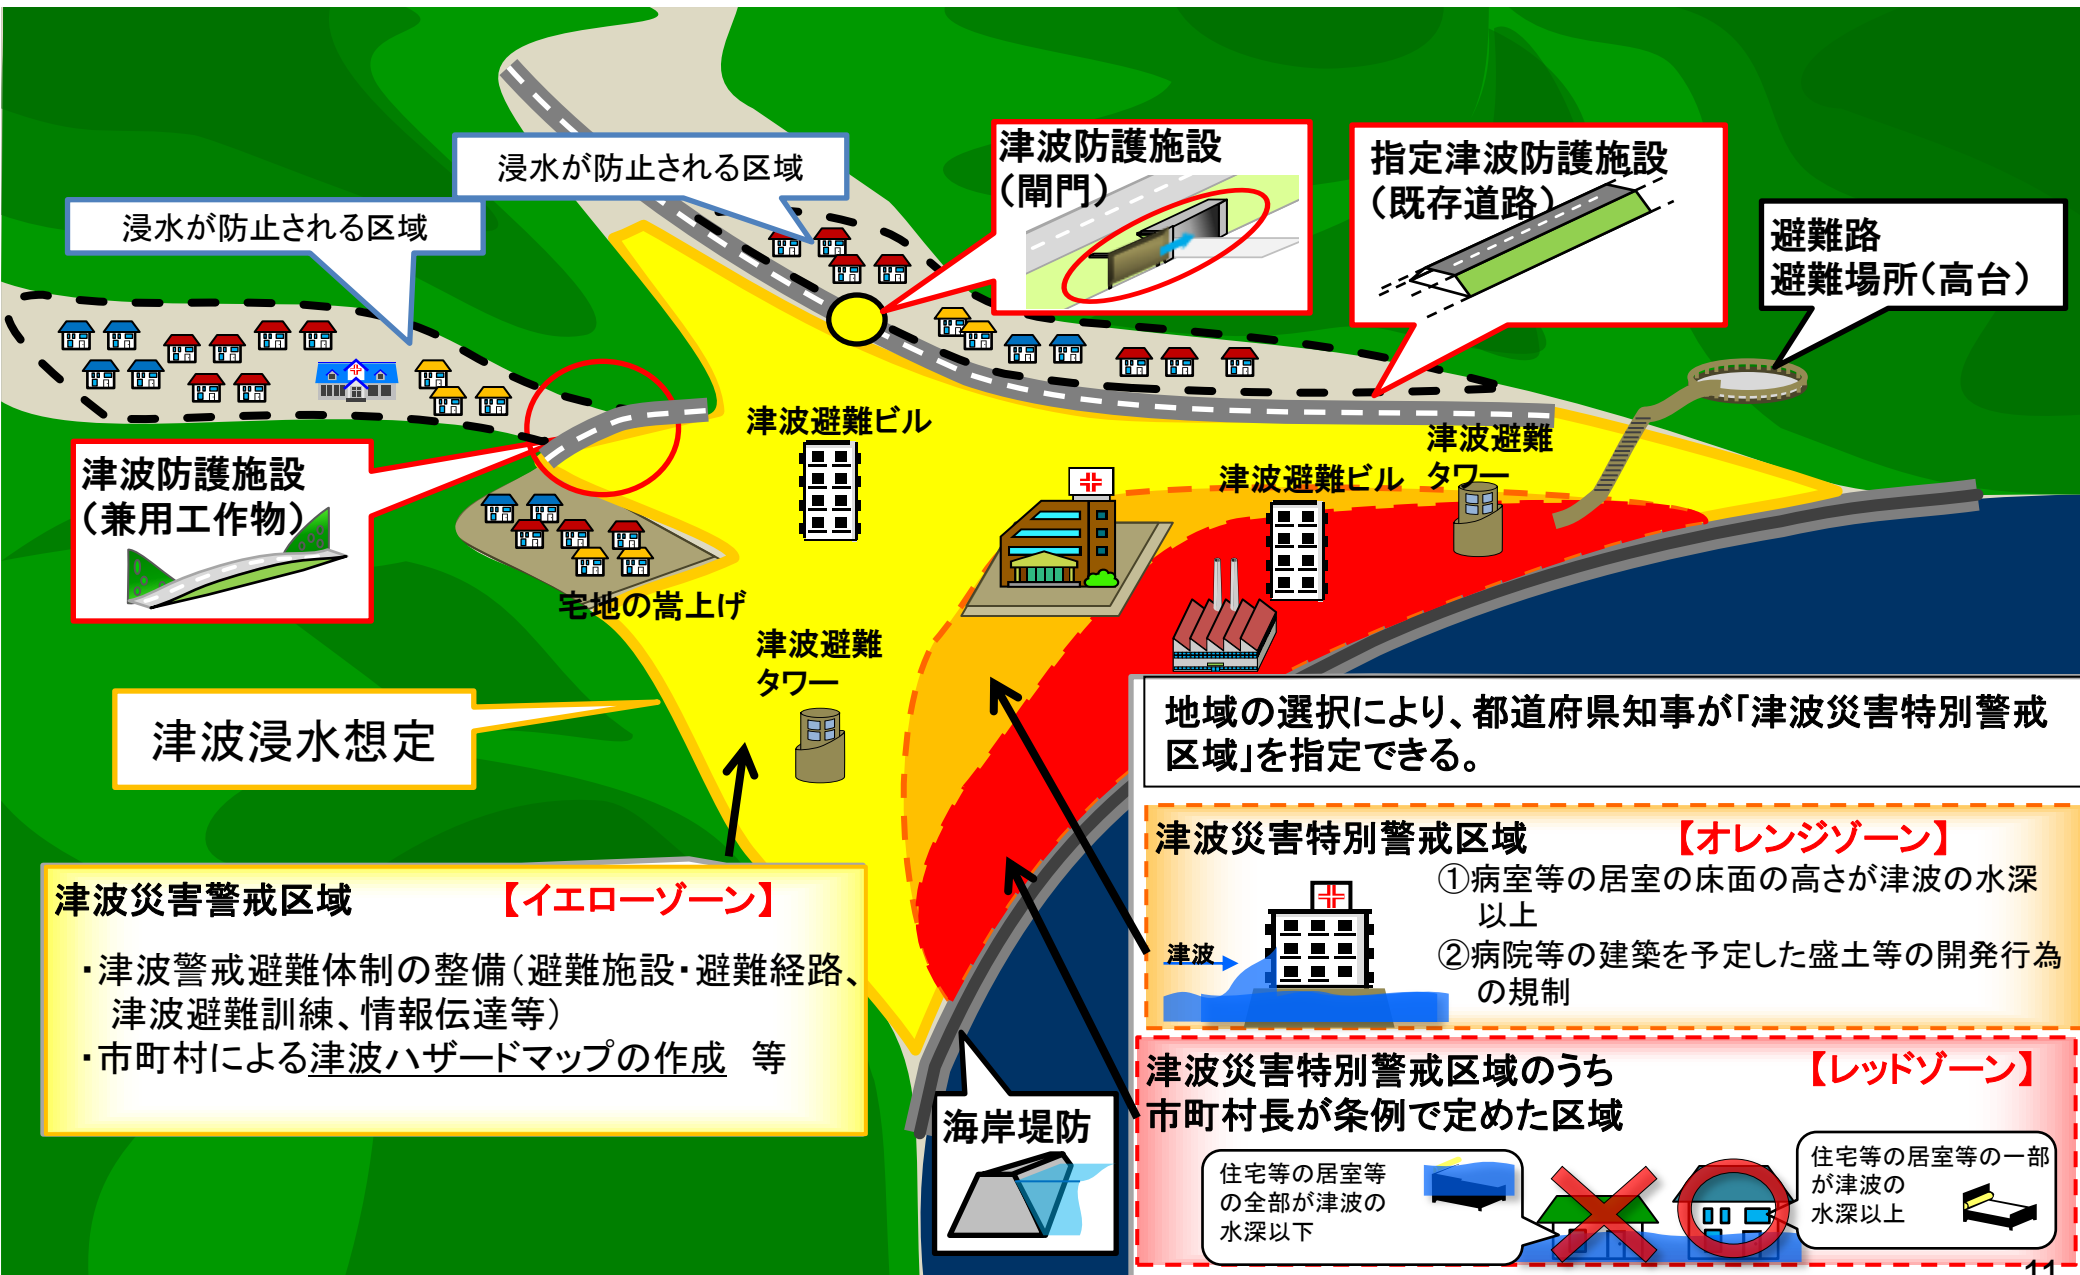 浸水が防止される区域
浸水が防止される区域
津波防護施設
（閘門）
指定津波防護施設
（既存道路）
避難路
避難場所（高台）
津波避難ビル
津波避難
タワー
津波避難ビル
津波防護施設
（兼用工作物）
宅地の嵩上げ
津波避難
タワー
津波浸水想定
地域の選択により、都道府県知事が「津波災害特別警戒
区域」を指定できる。
津波災害特別警戒区域 【オレンジゾーン】
①病室等の居室の床面の高さが津波の水深
以上
②病院等の建築を予定した盛土等の開発行為
の規制
津波
津波災害警戒区域 【イエローゾーン】
・津波警戒避難体制の整備（避難施設・避難経路、
津波避難訓練、情報伝達等）
・市町村による津波ハザードマップの作成 等
海岸堤防
津波災害特別警戒区域のうち 【レッドゾーン】
市町村長が条例で定めた区域
住宅等の居室等
の全部が津波の
水深以下
住宅等の居室等の一部
が津波の
水深以上
11